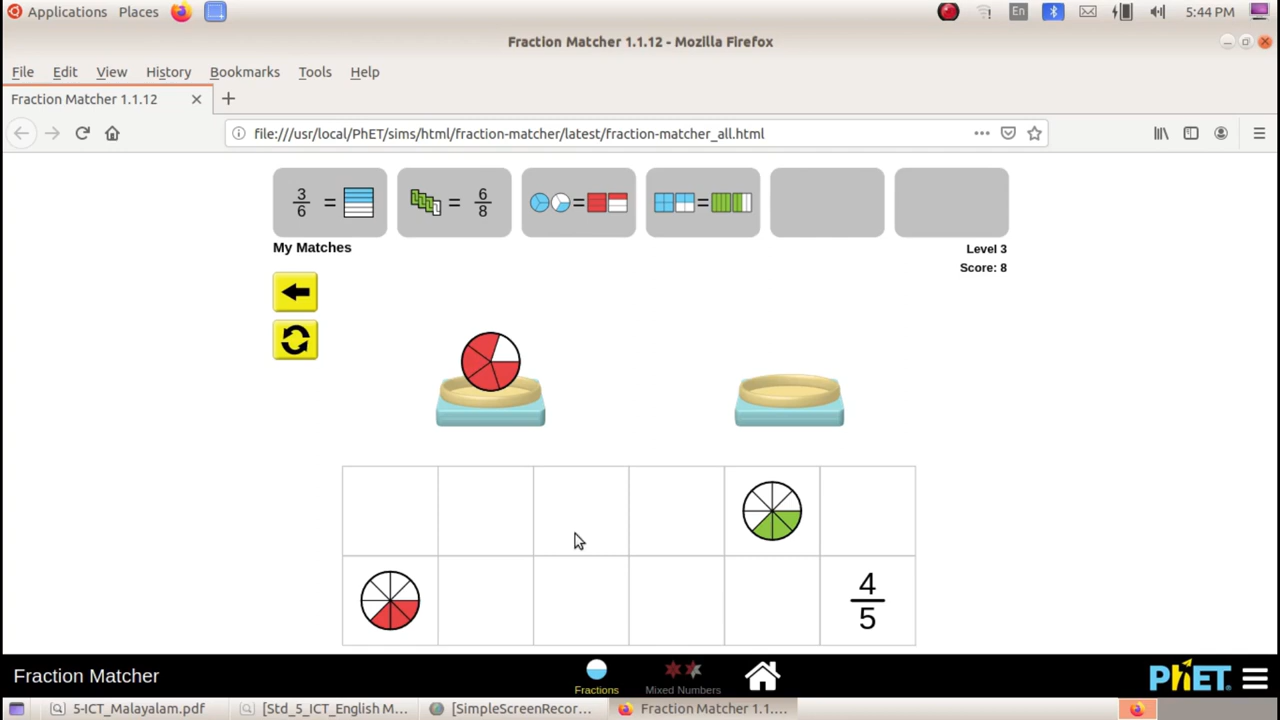 Applications Places En 5:44 PM
Fraction Matcher 1.1.12 - Mozilla Firefox
File Edit View History Bookmarks Tools Help
Fraction Matcher 1.1.12
file:///usr/local/PhET/sims/html/fraction-matcher/latest/fraction-matcher_all.html
3/6 = = 6/8 = =
My Matches
Level 3
Score: 8
4/5
Fraction Matcher Fractions Mixed Numbers PhET
5-ICT_Malayalam.pdf [Std_5_ICT_English M... [SimpleScreenRecor... Fraction Matcher 1.1....